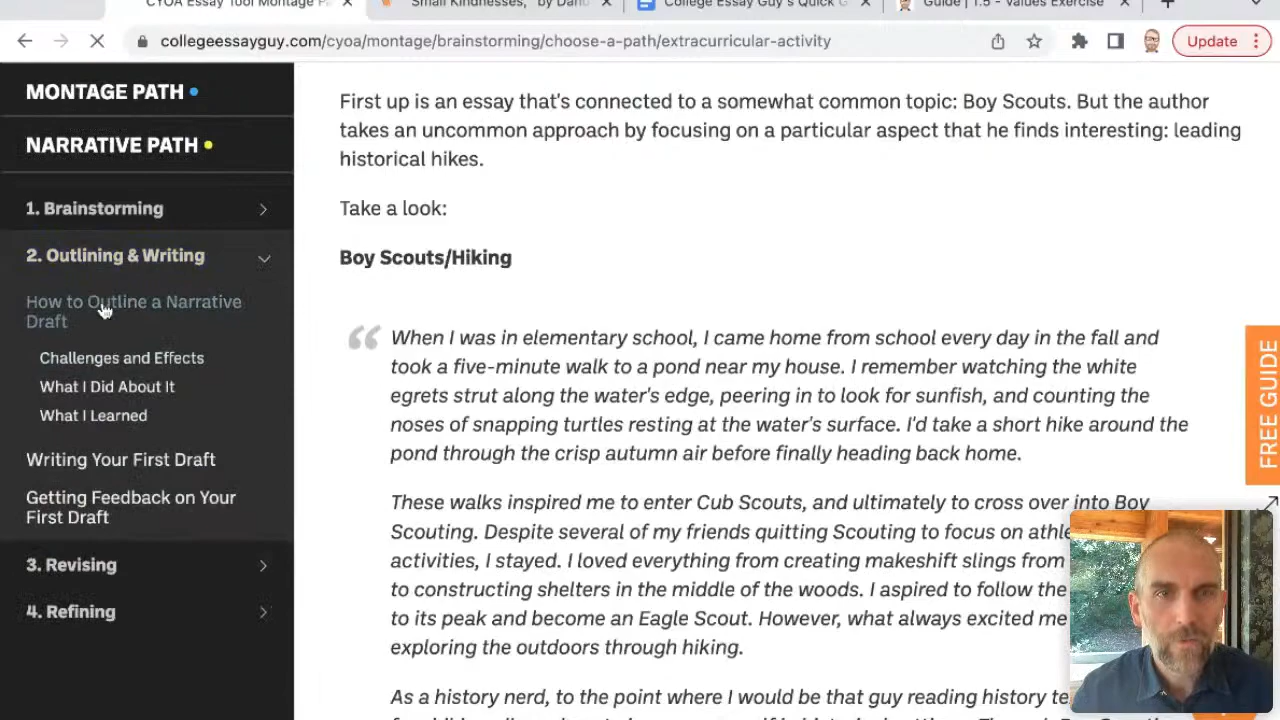 CYOA Essay Tool Montage Pa
Small Kindnesses," by Danu
College Essay Guy's Quick G
Guide | 1.5 - Values Exercise
collegeessayguy.com/cyoa/montage/brainstorming/choose-a-path/extracurricular-activity
Update
MONTAGE PATH
NARRATIVE PATH
1. Brainstorming
2. Outlining & Writing
How to Outline a Narrative
Draft
Challenges and Effects
What I Did About It
What I Learned
Writing Your First Draft
Getting Feedback on Your
First Draft
3. Revising
4. Refining
First up is an essay that's connected to a somewhat common topic: Boy Scouts. But the author
takes an uncommon approach by focusing on a particular aspect that he finds interesting: leading
historical hikes.
Take a look:
Boy Scouts/Hiking
When I was in elementary school, I came home from school every day in the fall and
took a five-minute walk to a pond near my house. I remember watching the white
egrets strut along the water's edge, peering in to look for sunfish, and counting the
noses of snapping turtles resting at the water's surface. I'd take a short hike around the
pond through the crisp autumn air before finally heading back home.
These walks inspired me to enter Cub Scouts, and ultimately to cross over into Boy
Scouting. Despite several of my friends quitting Scouting to focus on athle
activities, I stayed. I loved everything from creating makeshift slings from
to constructing shelters in the middle of the woods. I aspired to follow the
to its peak and become an Eagle Scout. However, what always excited me
exploring the outdoors through hiking.
As a history nerd, to the point where I would be that guy reading history te
FREE GUIDE